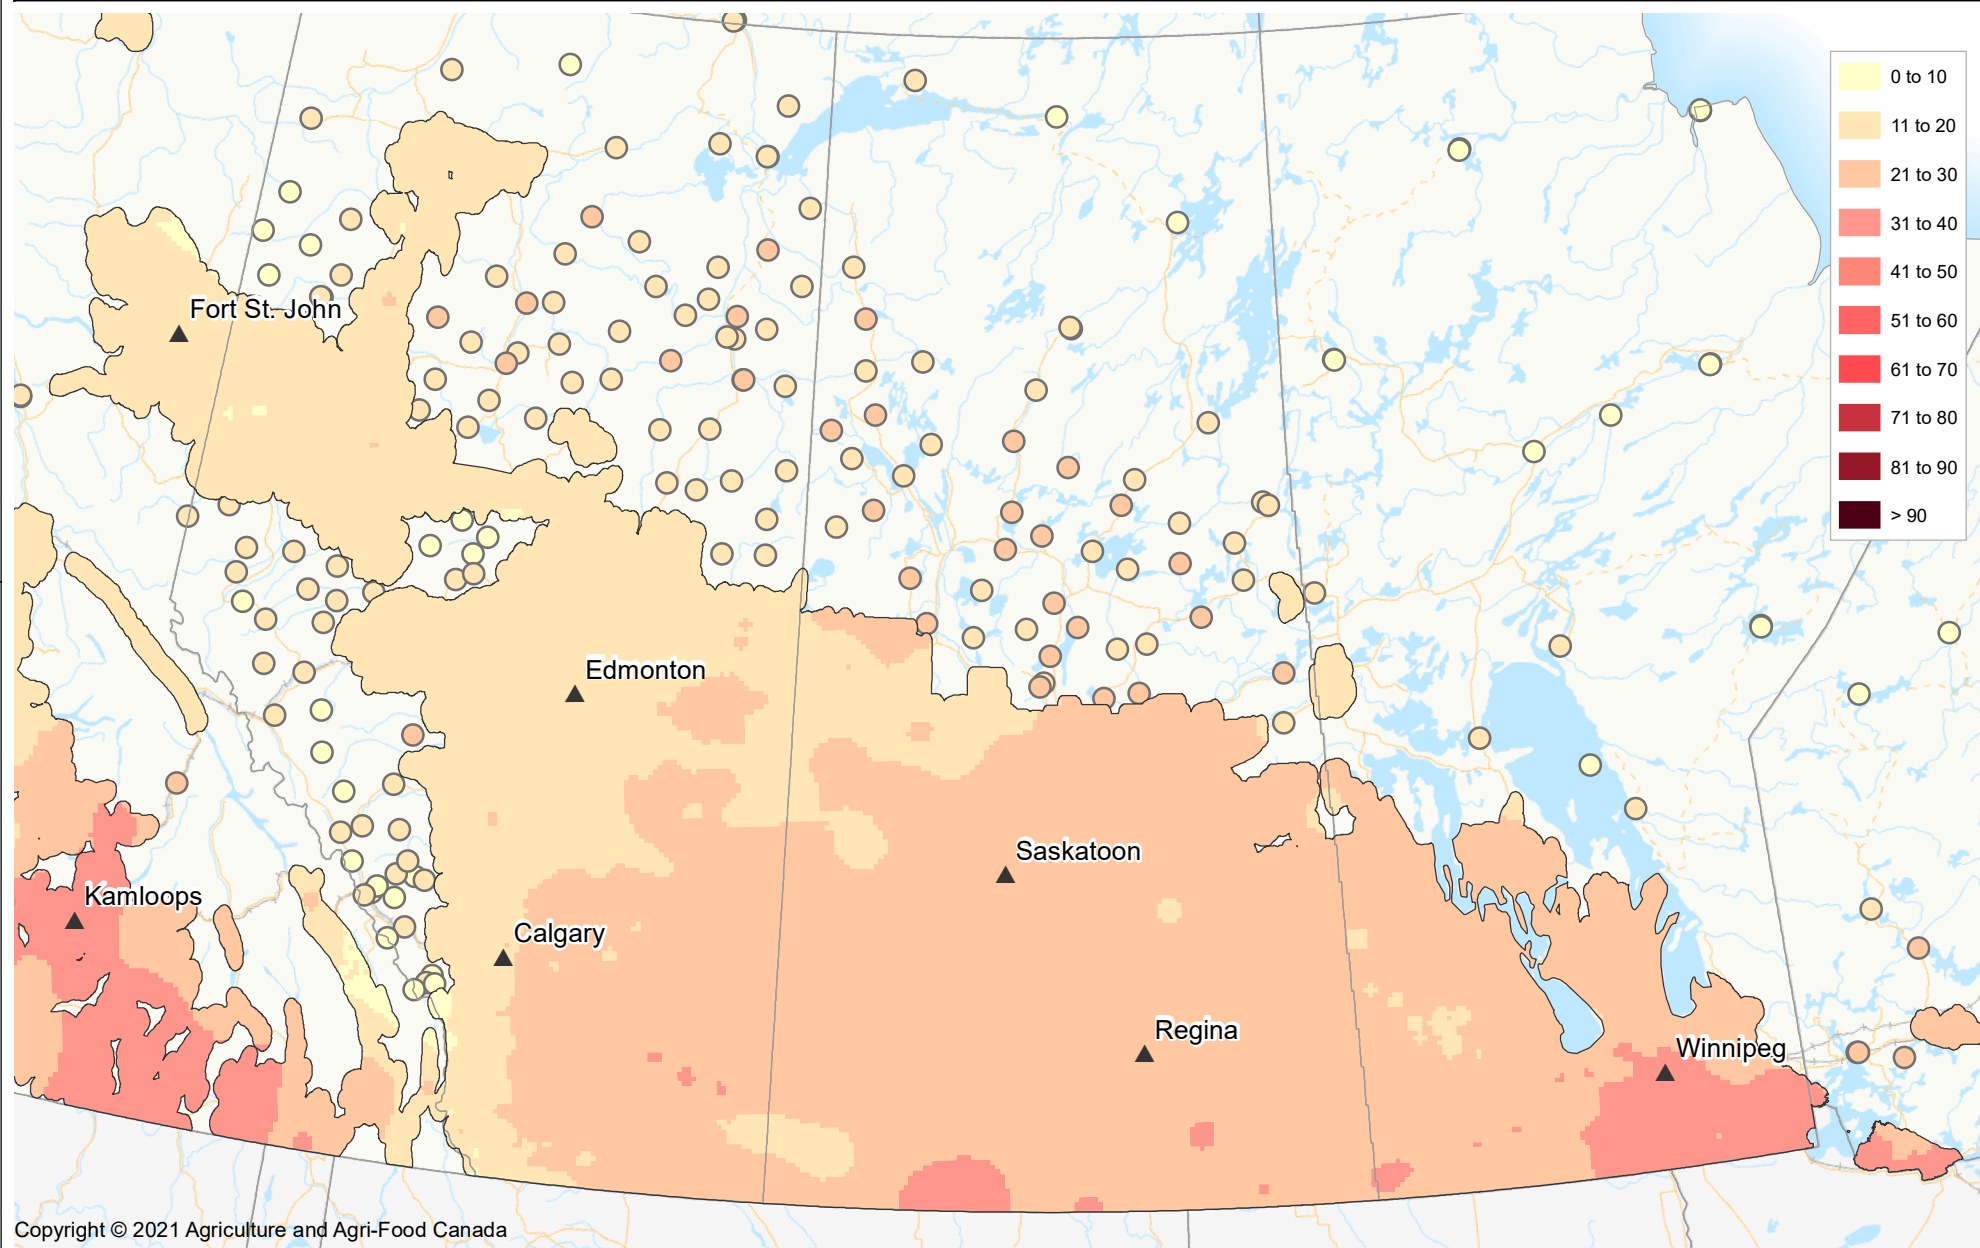 0 to 10
11 to 20
21 to 30
31 to 40
41 to 50
51 to 60
61 to 70
71 to 80
81 to 90
> 90
Fort St. John
Edmonton
Saskatoon
Kamloops
Calgary
Regina
Winnipeg
Copyright © 2021 Agriculture and Agri-Food Canada